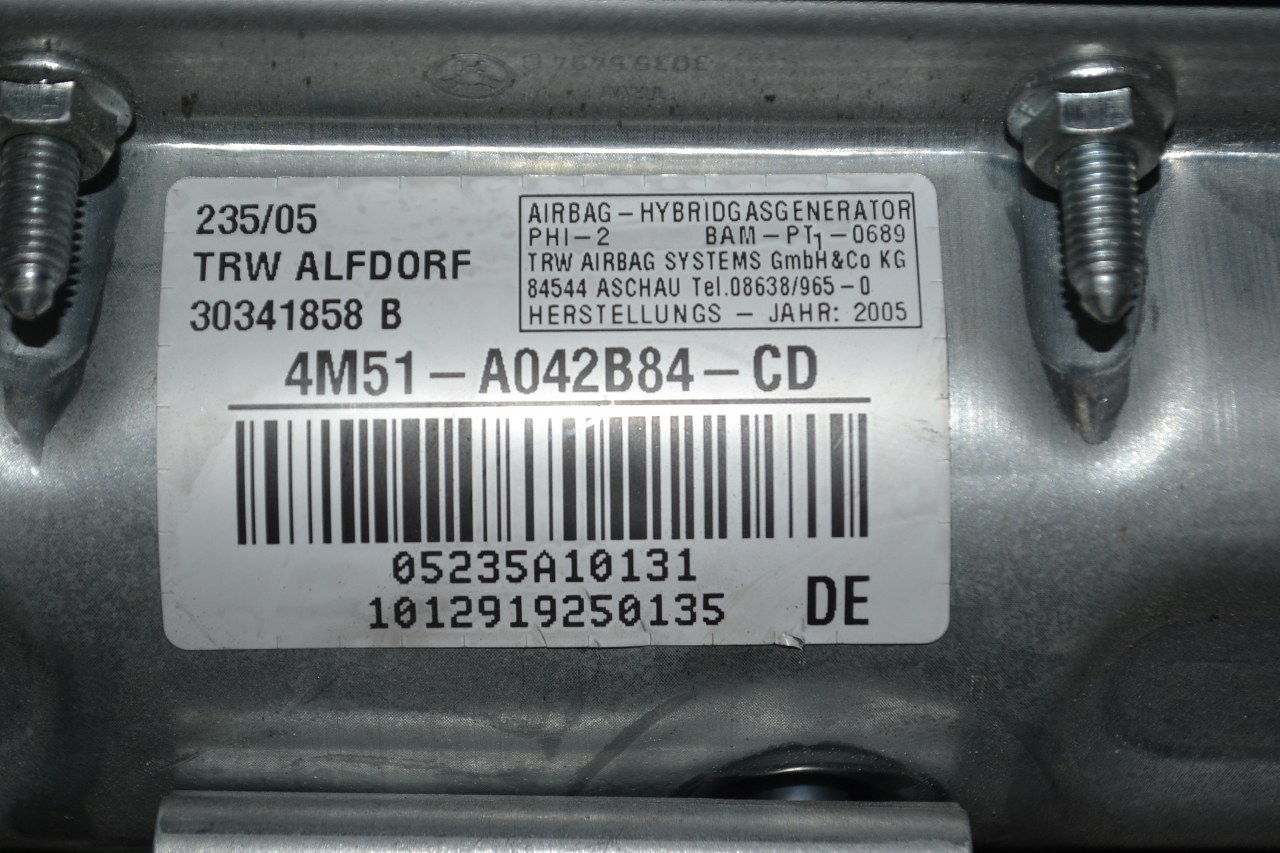 235/05
TRW ALFDORF
30341858 B
AIRBAG-HYBRIDGASGENERATOR
PHI-2 BAM-PT1-0689
TRW AIRBAG SYSTEMS GmbH&Co KG
84544 ASCHAU Tel.08638/965-0
HERSTELLUNGS - JAHR: 2005
4M51-A042B84-CD
05235A10131
1012919250135
DE